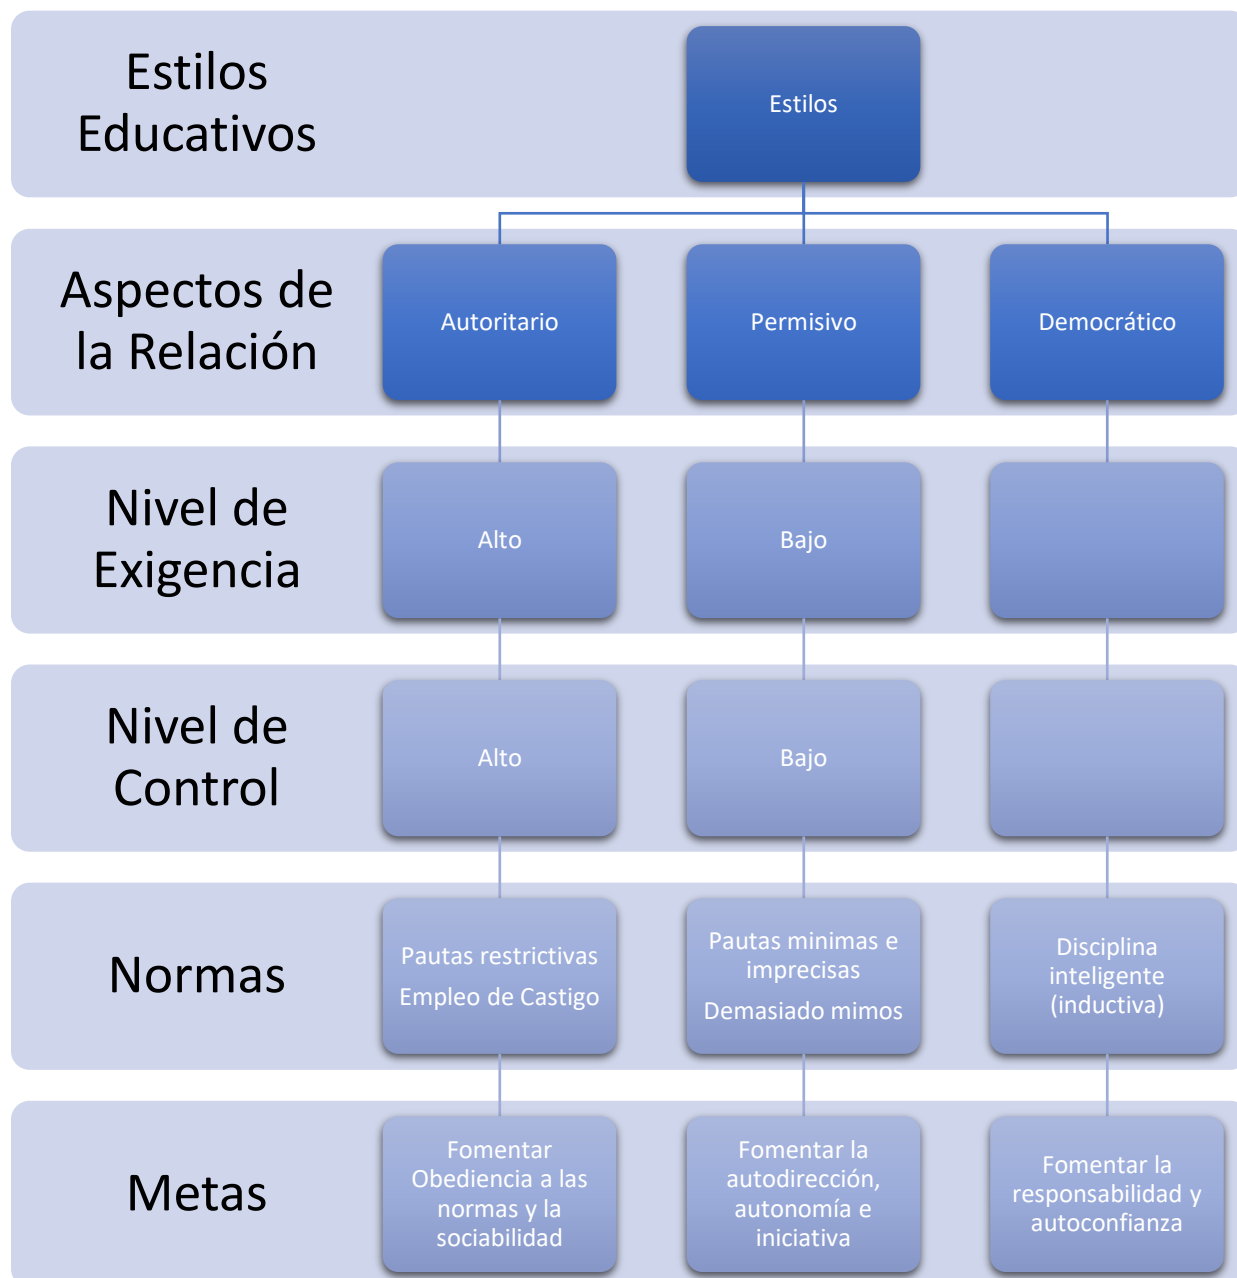 Estilos
Educativos
Estilos
Aspectos de
la Relación
Autoritario
Permisivo
Democrático
Nivel de
Exigencia
Alto
Bajo
Nivel de
Control
Alto
Bajo
Normas
Pautas restrictivas
Empleo de Castigo
Pautas minimas e
imprecisas
Demasiado mimos
Disciplina
inteligente
(inductiva)
Metas
Fomentar
Obediencia a las
normas y la
sociabilidad
Fomentar la
autodirección,
autonomía e
iniciativa
Fomentar la
responsabilidad y
autoconfianza